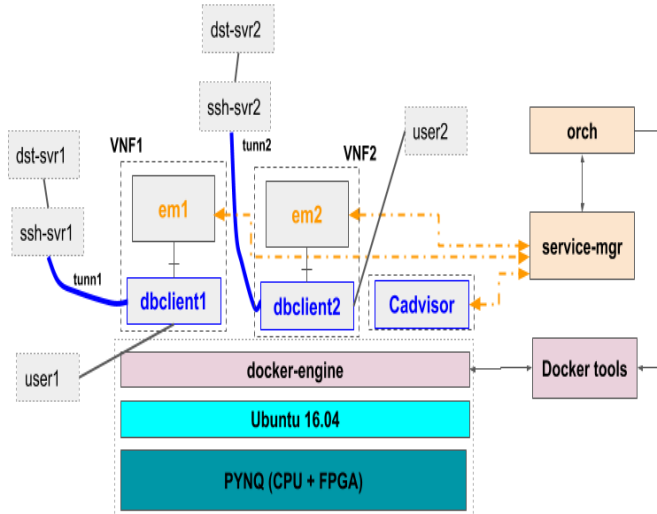 dst-svr2
ssh-svr2
tunn2
dst-svr1
ssh-svr1
tunn1
VNF1
em1
dbclient1
user1
VNF2
em2
dbclient2
user2
Cadvisor
orch
service-mgr
Docker tools
docker-engine
Ubuntu 16.04
PYNQ (CPU + FPGA)